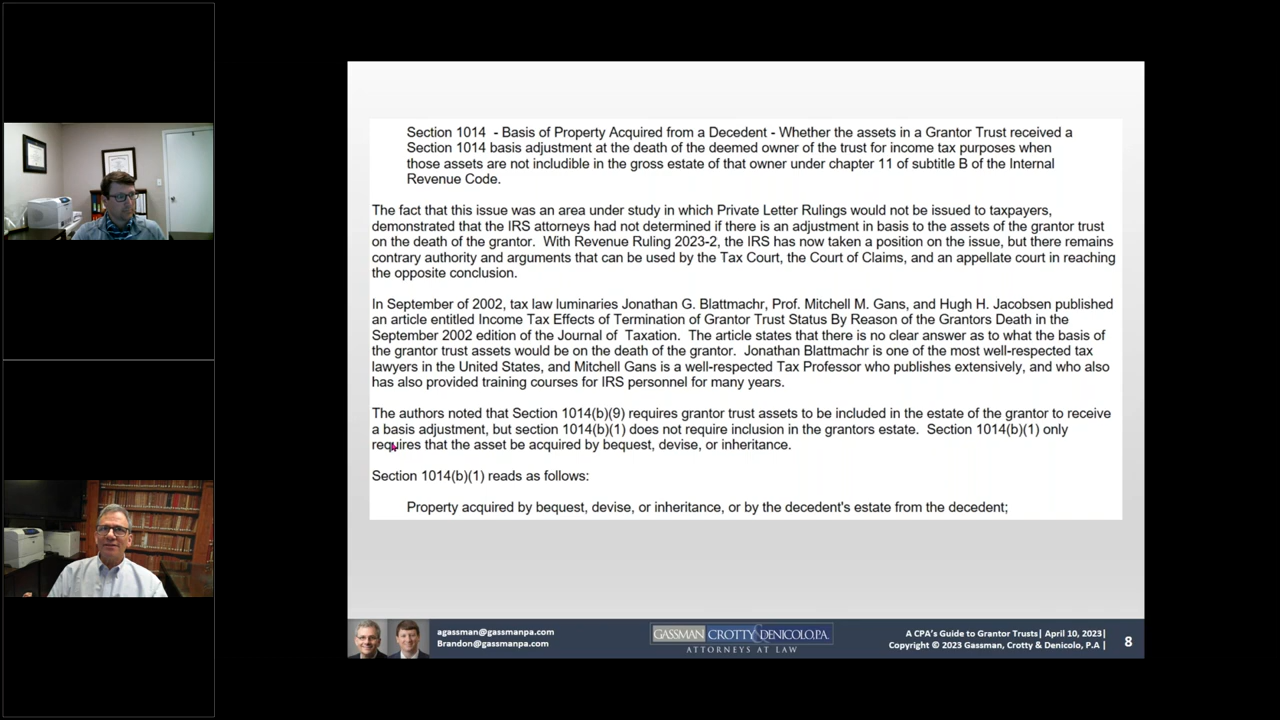 Section 1014 - Basis of Property Acquired from a Decedent - Whether the assets in a Grantor Trust received a
Section 1014 basis adjustment at the death of the deemed owner of the trust for income tax purposes when
those assets are not includible in the gross estate of that owner under chapter 11 of subtitle B of the Internal
Revenue Code.
The fact that this issue was an area under study in which Private Letter Rulings would not be issued to taxpayers,
demonstrated that the IRS attorneys had not determined if there is an adjustment in basis to the assets of the grantor trust
on the death of the grantor. With Revenue Ruling 2023-2, the IRS has now taken a position on the issue, but there remains
contrary authority and arguments that can be used by the Tax Court, the Court of Claims, and an appellate court in reaching
the opposite conclusion.
In September of 2002, tax law luminaries Jonathan G. Blattmachr, Prof. Mitchell M. Gans, and Hugh H. Jacobsen published
an article entitled Income Tax Effects of Termination of Grantor Trust Status By Reason of the Grantors Death in the
September 2002 edition of the Journal of Taxation. The article states that there is no clear answer as to what the basis of
the grantor trust assets would be on the death of the grantor. Jonathan Blattmachr is one of the most well-respected tax
lawyers in the United States, and Mitchell Gans is a well-respected Tax Professor who publishes extensively, and who also
has also provided training courses for IRS personnel for many years.
The authors noted that Section 1014(b)(9) requires grantor trust assets to be included in the estate of the grantor to receive
a basis adjustment, but section 1014(b)(1) does not require inclusion in the grantors estate. Section 1014(b)(1) only
requires that the asset be acquired by bequest, devise, or inheritance.
Section 1014(b)(1) reads as follows:
Property acquired by bequest, devise, or inheritance, or by the decedent's estate from the decedent;
agassman@gassmanpa.com
Brandon@gassmanpa.com
GASSMAN CROTTY & DENICOLO, P.A.
ATTORNEYS AT LAW
A CPA's Guide to Grantor Trusts| April 10, 2023|
Copyright © 2023 Gassman, Crotty & Denicolo, P.A |
8